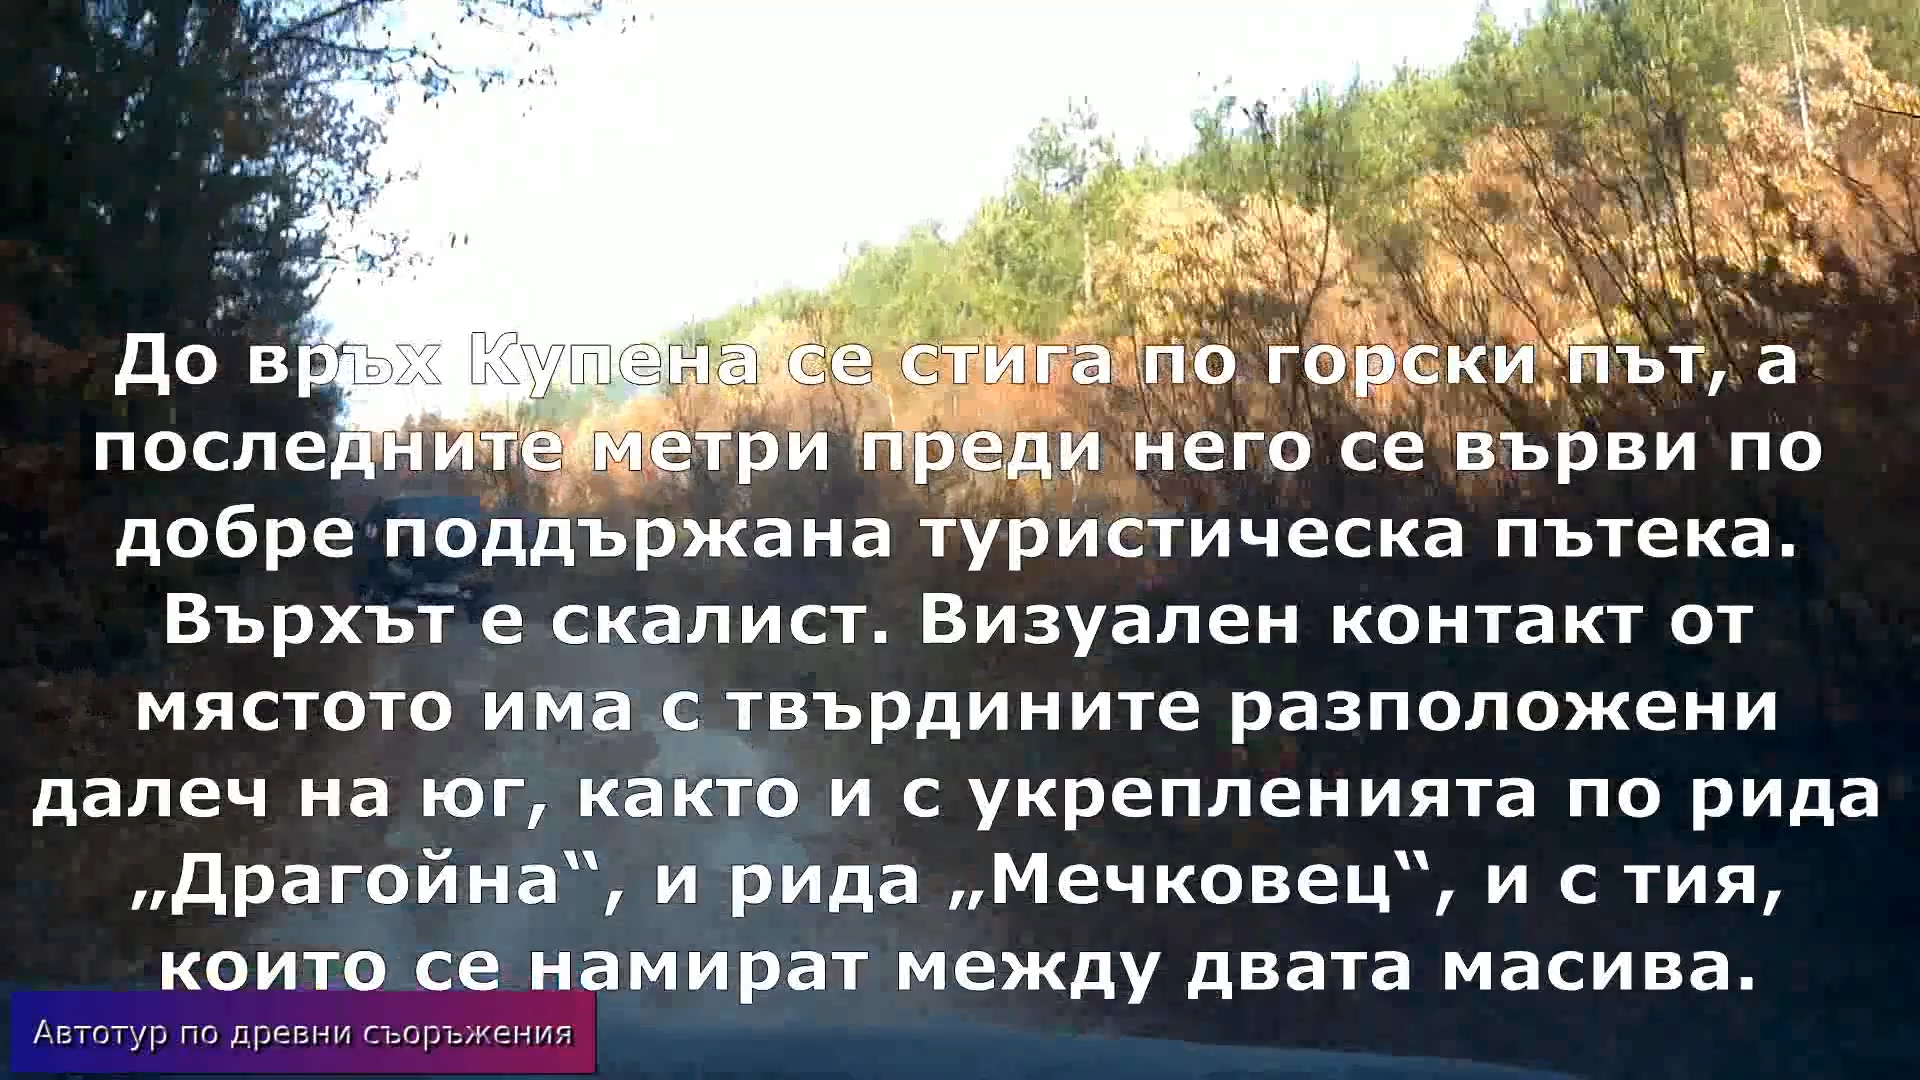 До връх Купена се стига по горски път, а
последните метри преди него се върви по
добре поддържана туристическа пътека.
Върхът е скалист. Визуален контакт от
мястото има с твърдините разположени
далеч на юг, както и с укрепленията по рида
„Драгойна“, и рида „Мечковец“, и с тия,
които се намират между двата масива.
Автотур по древни съоръжения